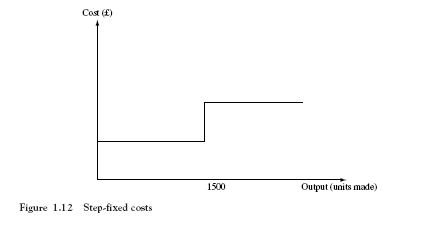 Cost (£)
1500
Output (units made)
Figure 1.12 Step-fixed costs